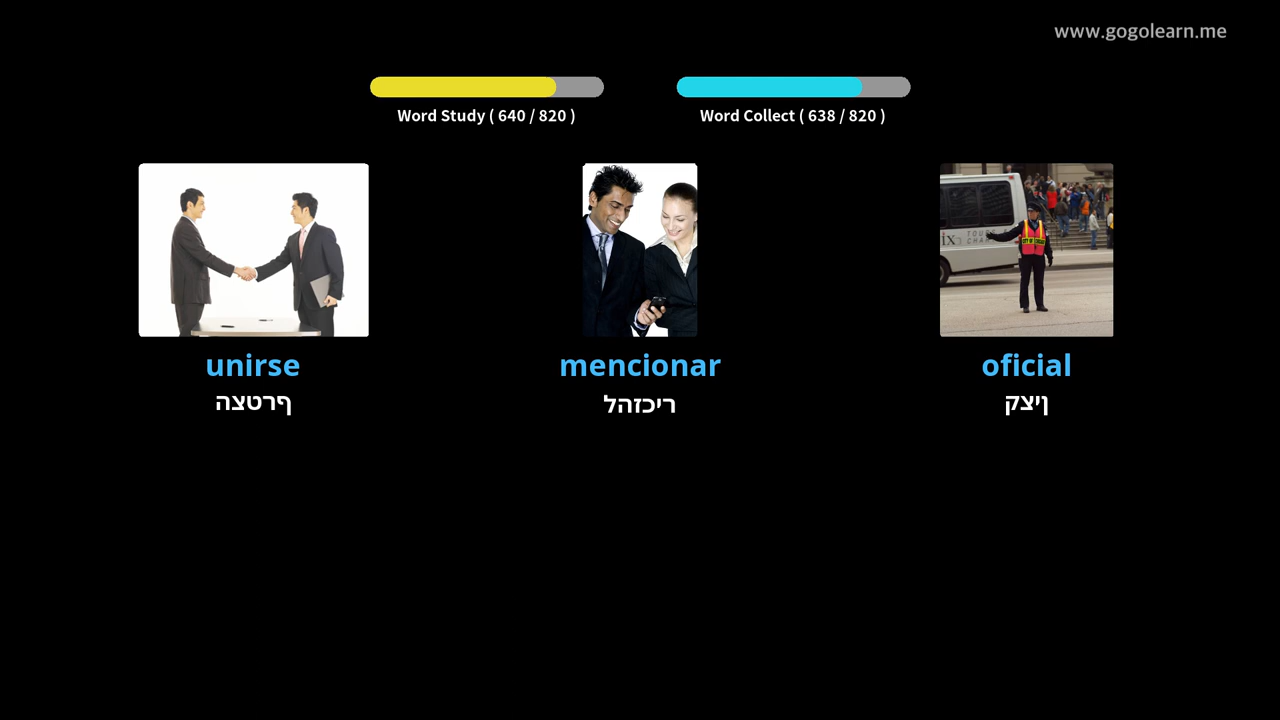 www.gogolearn.me
Word Study ( 640 / 820 )
Word Collect ( 638 / 820 )
unirse
mencionar
oficial
ףרטצה
ריכזהל
ןיצק